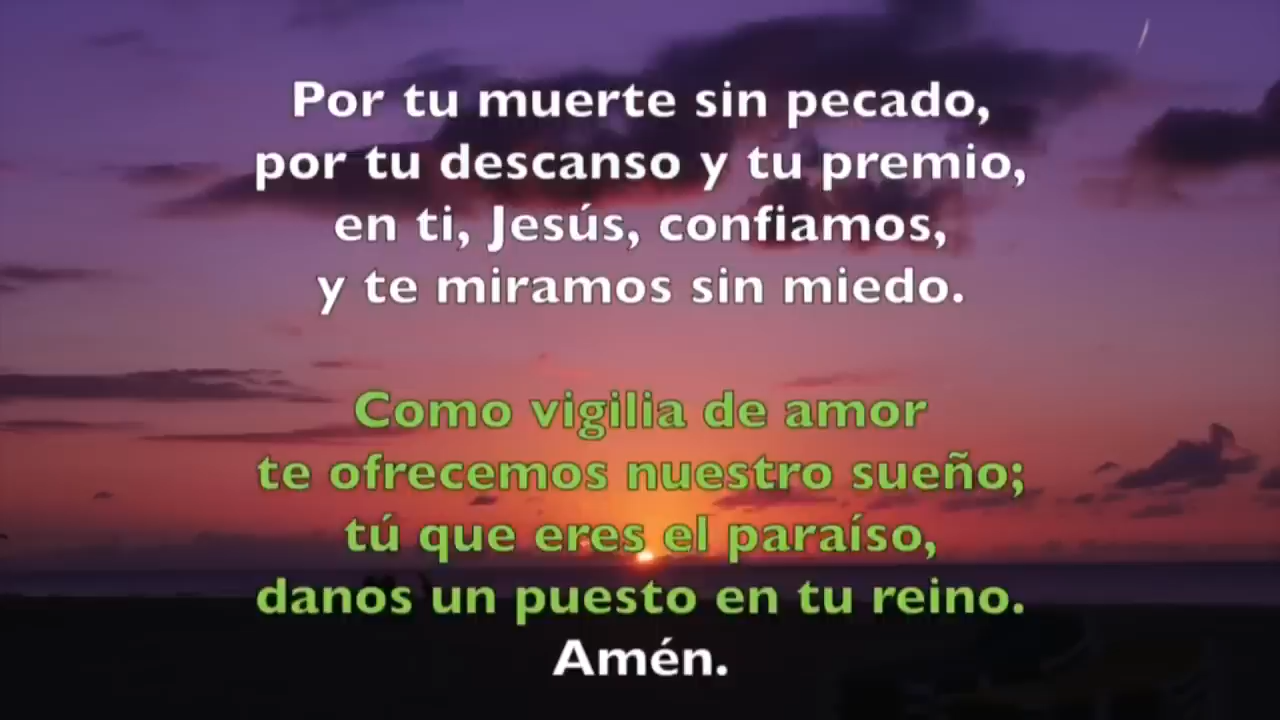 Por tu muerte sin pecado,
por tu descanso y tu premio,
en ti, Jesús, confiamos,
y te miramos sin miedo.
Como vigilia de amor
te ofrecemos nuestro sueño;
tú que eres el paraíso,
danos un puesto en tu reino.
Amén.